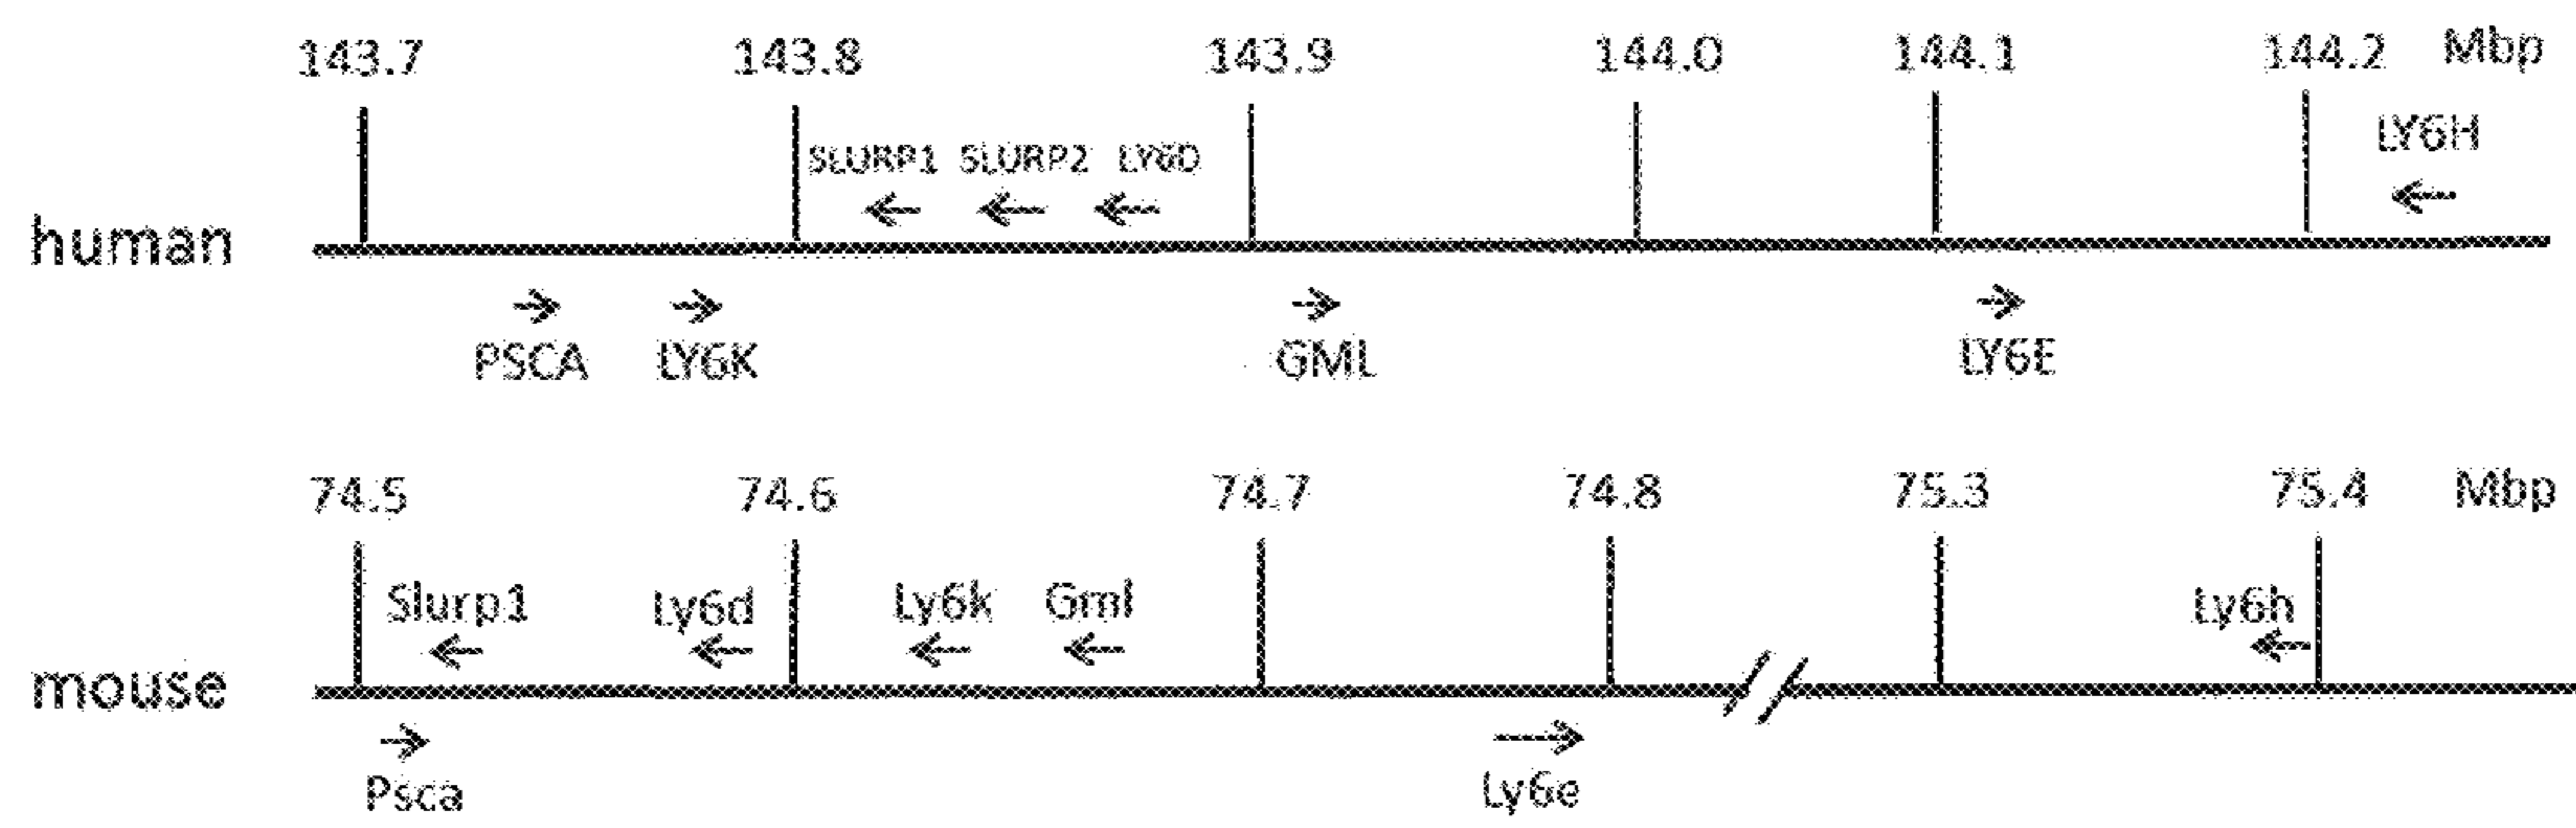 143.7 143.8 143.9 144.0 144.1 144.2 Mbp
LY6H
SLURP1 SLURP2 LY6D
human
PSCA LY6K GML LY6E
74.5 74.6 74.7 74.8 75.3 75.4 Mbp
Slurp1 Ly6d Ly6k Gml Ly6h
mouse
Psca Ly6e